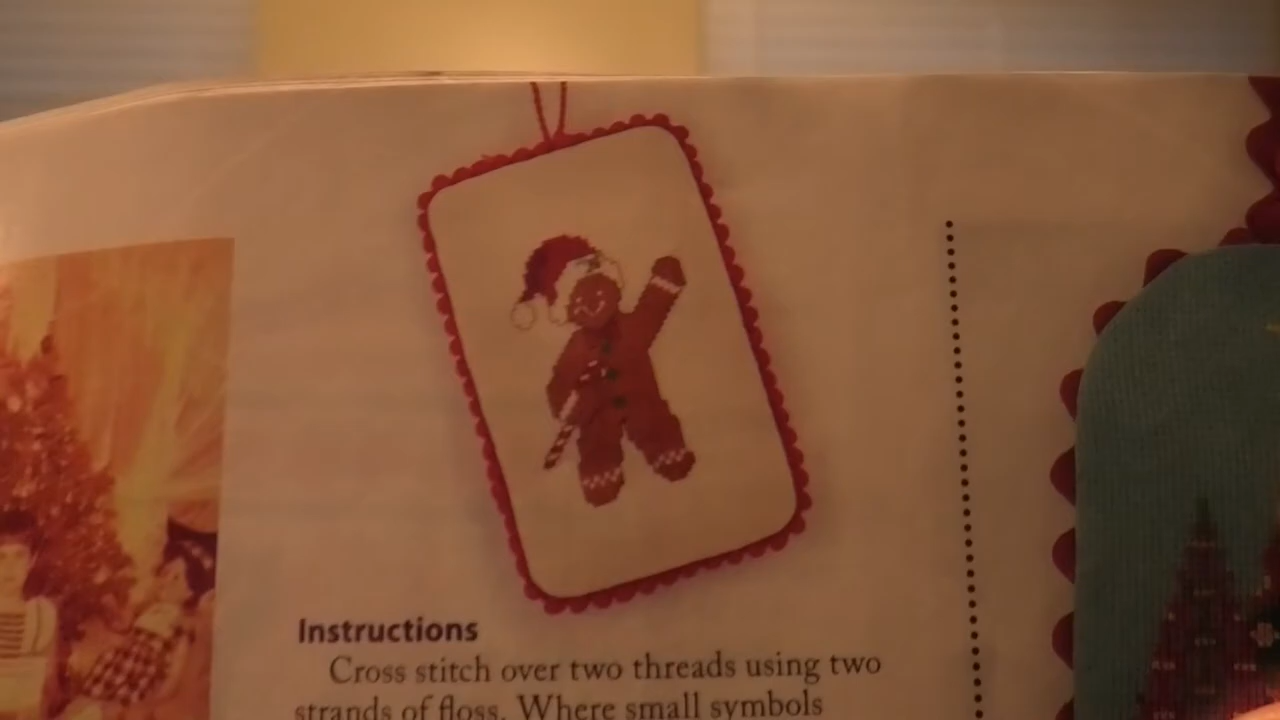 Instructions
Cross stitch over two threads using two
strands of floss. Where small symbols